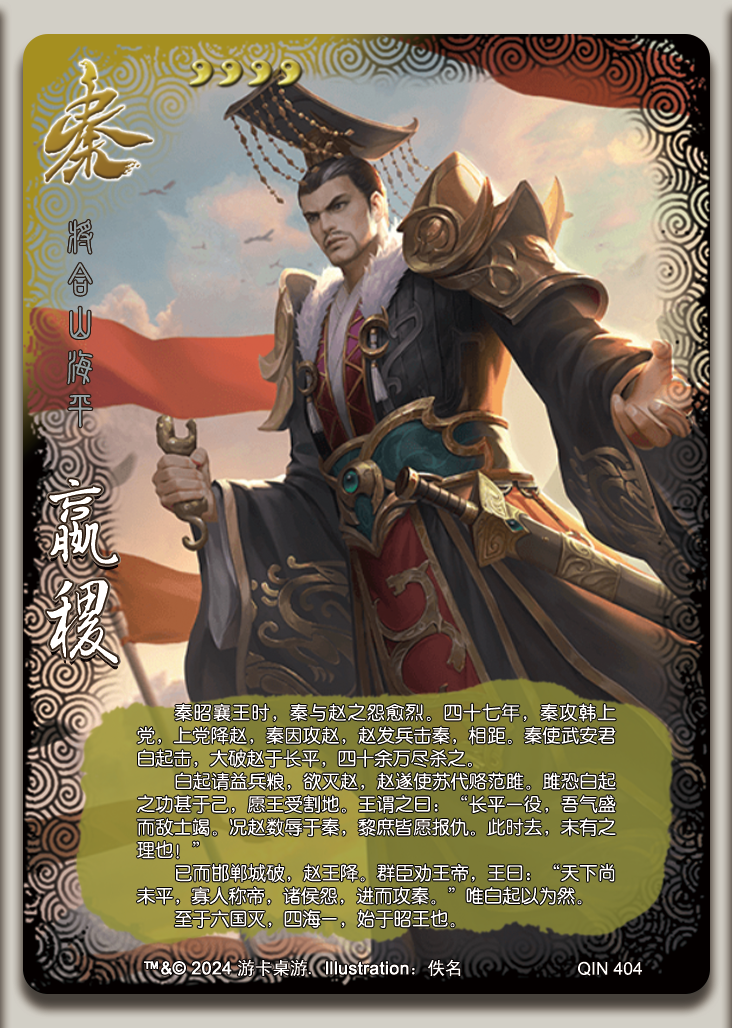 秦
将合山海平
嬴稷
秦昭襄王时，秦与赵之怨愈烈。四十七年，秦攻韩上
党，上党降赵，秦因攻赵，赵发兵击秦，相距。秦使武安君
白起击，大破赵于长平，四十余万尽杀之。
白起请益兵粮，欲灭赵，赵遂使苏代赂范雎。雎恐白起
之功甚于己，愿王受割地。王谓之曰：“长平一役，吾气盛
而敌士竭。况赵数辱于秦，黎庶皆愿报仇。此时去，未有之
理也！”
已而邯郸城破，赵王降。群臣劝王帝，王曰：“天下尚
未平，寡人称帝，诸侯怨，进而攻秦。”唯白起以为然。
至于六国灭，四海一，始于昭王也。
™&© 2024 游卡桌游. Illustration：佚名
QIN 404